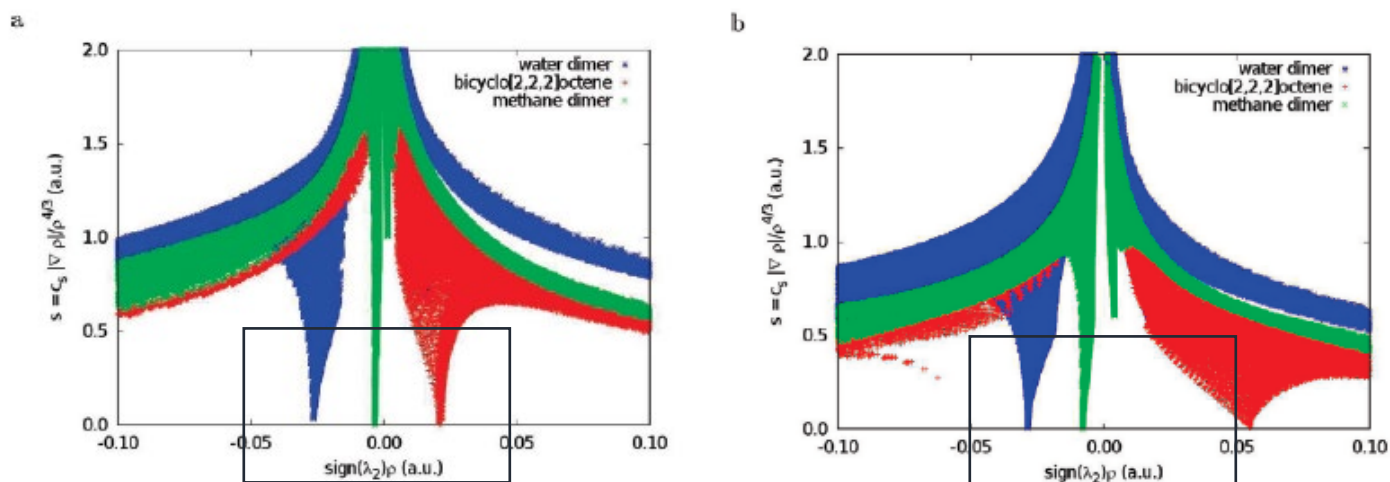 a
2.0
water dimer
bicyclo[2,2,2]octene
methane dimer
1.5
1.0
0.5
0.0
s = cₛ |∇ ρ|/ρ^4/3 (a.u.)
-0.10
-0.05
0.00
0.05
0.10
sign(λ₂)ρ (a.u.)
b
2.0
water dimer
bicyclo[2,2,2]octene
methane dimer
1.5
1.0
0.5
0.0
s = cₛ |∇ ρ|/ρ^4/3 (a.u.)
-0.10
-0.05
0.00
0.05
0.10
sign(λ₂)ρ (a.u.)